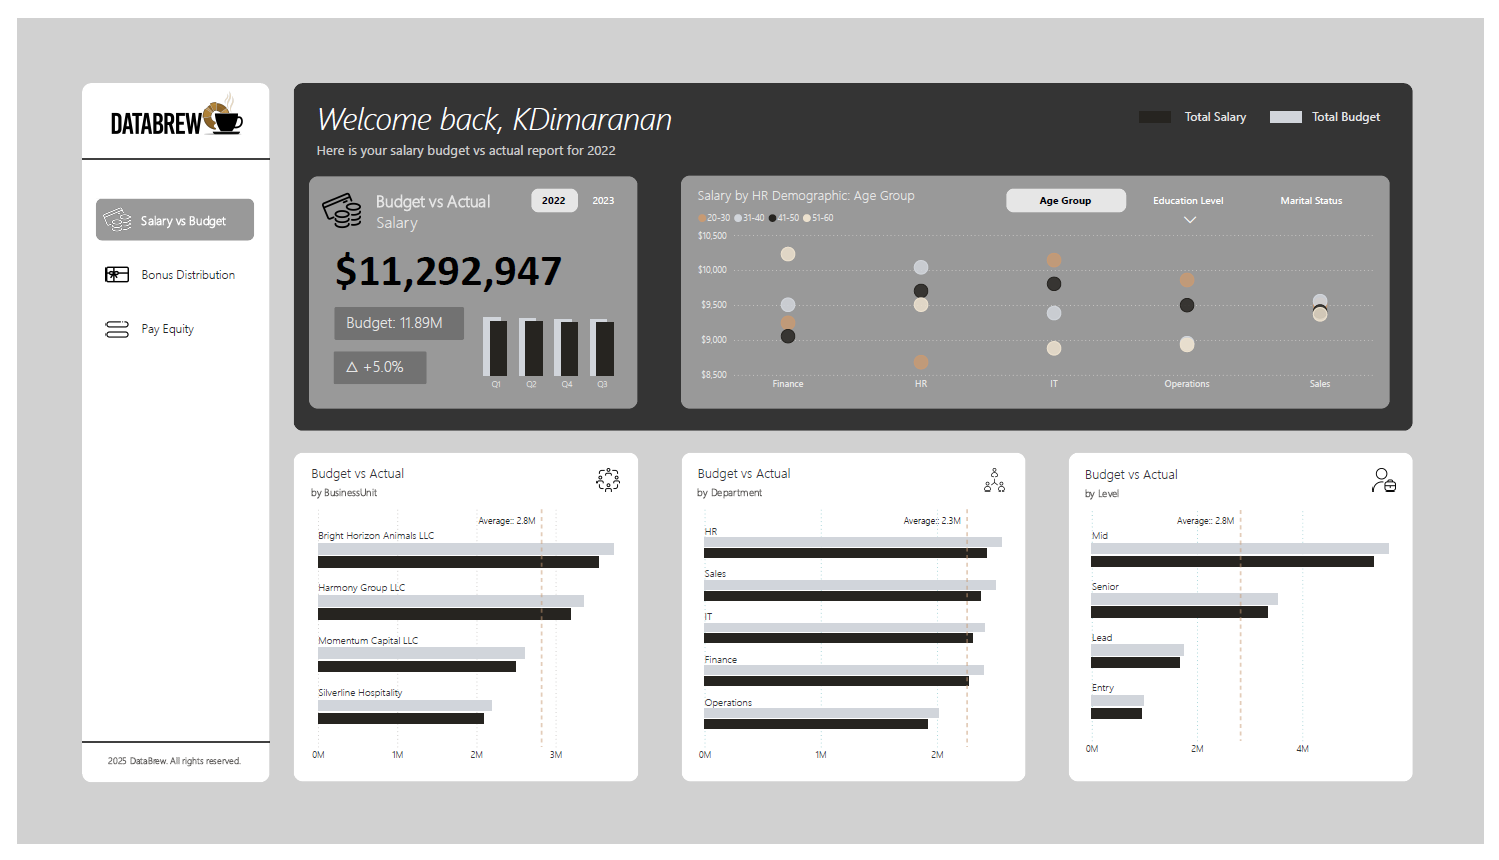 DATABREW
Salary vs Budget
Bonus Distribution
Pay Equity
2025 DataBrew. All rights reserved.
Welcome back, KDimaranan
Here is your salary budget vs actual report for 2022
Total Salary
Total Budget
Budget vs Actual
Salary
2022
2023
$11,292,947
Budget: 11.89M
△ +5.0%
Q1 Q2 Q4 Q3
Salary by HR Demographic: Age Group
20-30 31-40 41-50 51-60
Age Group
Education Level
Marital Status
$10,500
$10,000
$9,500
$9,000
$8,500
Finance HR IT Operations Sales
Budget vs Actual
by BusinessUnit
Average:: 2.8M
Bright Horizon Animals LLC
Harmony Group LLC
Momentum Capital LLC
Silverline Hospitality
0M 1M 2M 3M
Budget vs Actual
by Department
Average:: 2.3M
HR
Sales
IT
Finance
Operations
0M 1M 2M
Budget vs Actual
by Level
Average:: 2.8M
Mid
Senior
Lead
Entry
0M 2M 4M